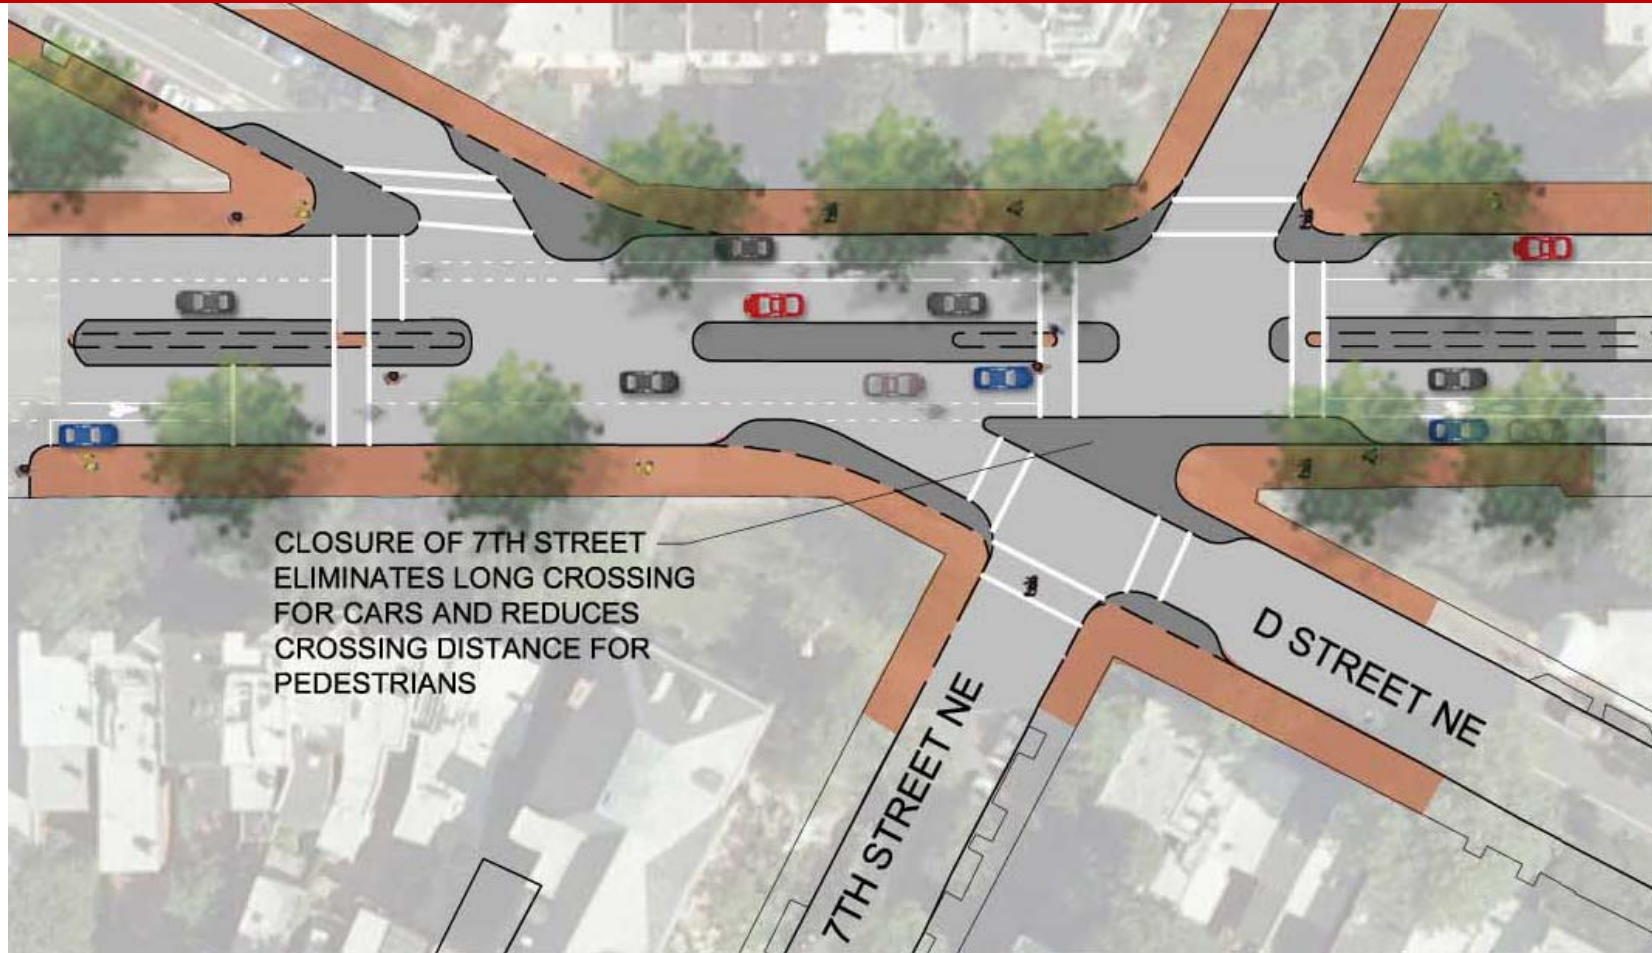 CLOSURE OF 7TH STREET
ELIMINATES LONG CROSSING
FOR CARS AND REDUCES
CROSSING DISTANCE FOR
PEDESTRIANS
7TH STREET NE
D STREET NE